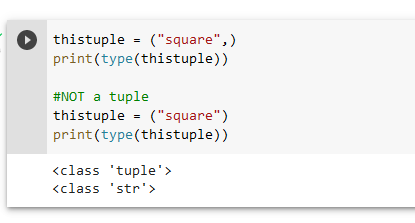 thistuple = ("square",)
print(type(thistuple))
#NOT a tuple
thistuple = ("square")
print(type(thistuple))
<class 'tuple'>
<class 'str'>